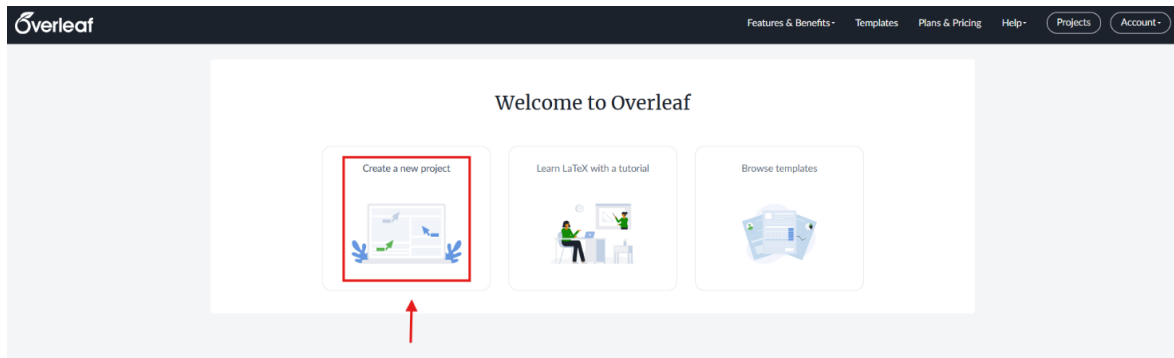 Overleaf
Features & Benefits
Templates
Plans & Pricing
Help
Projects
Account
Welcome to Overleaf
Create a new project
Learn LaTeX with a tutorial
Browse templates